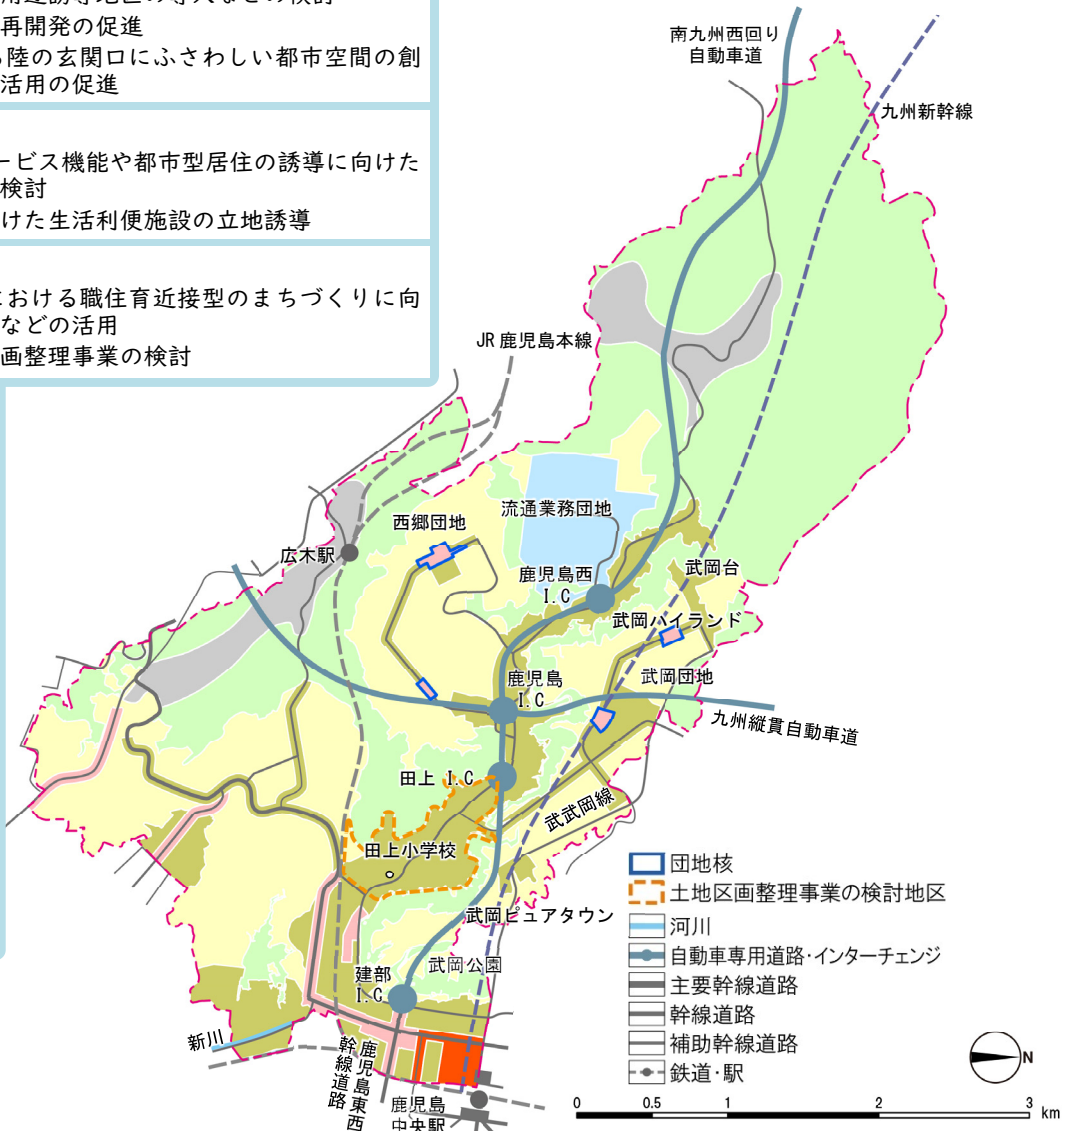 再開発の促進
陸の玄関口にふさわしい都市空間の創
活用の促進
ービス機能や都市型居住の誘導に向けた
検討
けた生活利便施設の立地誘導
における職住育近接型のまちづくりに向
などの活用
画整理事業の検討
南九州西回り
自動車道
九州新幹線
JR鹿児島本線
西郷団地
流通業務団地
広木駅
鹿児島西
I.C
武岡台
武岡ハイランド
鹿児島
I.C
武岡団地
九州縦貫自動車道
田上 I.C
武武岡線
田上小学校
武岡ピュアタウン
武岡公園
建部
I.C
新川
鹿児島東西
幹線道路
鹿児島
中央駅
団地核
土地区画整理事業の検討地区
河川
自動車専用道路・インターチェンジ
主要幹線道路
幹線道路
補助幹線道路
鉄道・駅
N
0 0.5 1 2 3 km